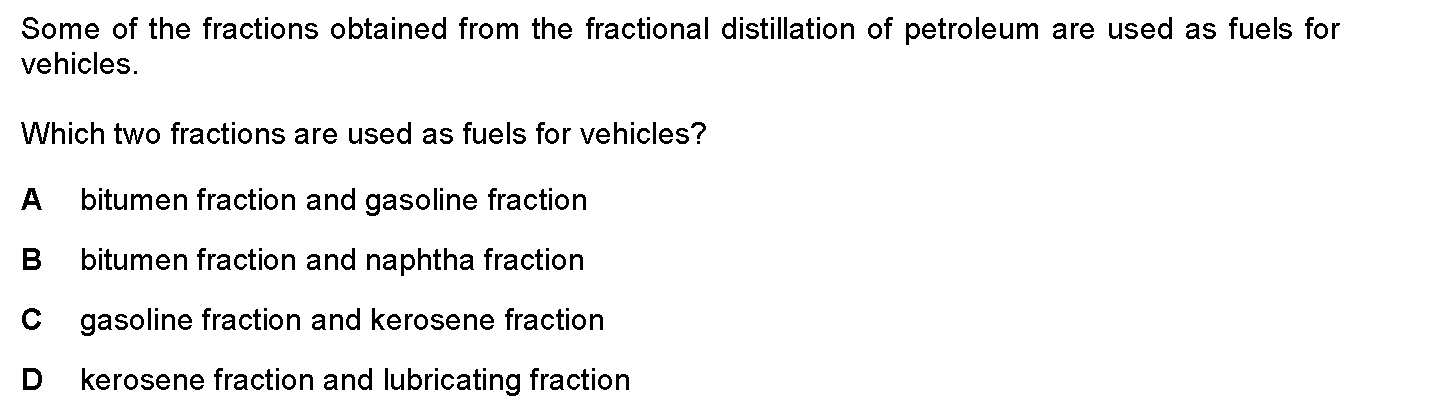 Some of the fractions obtained from the fractional distillation of petroleum are used as fuels for
vehicles.
Which two fractions are used as fuels for vehicles?
A bitumen fraction and gasoline fraction
B bitumen fraction and naphtha fraction
C gasoline fraction and kerosene fraction
D kerosene fraction and lubricating fraction